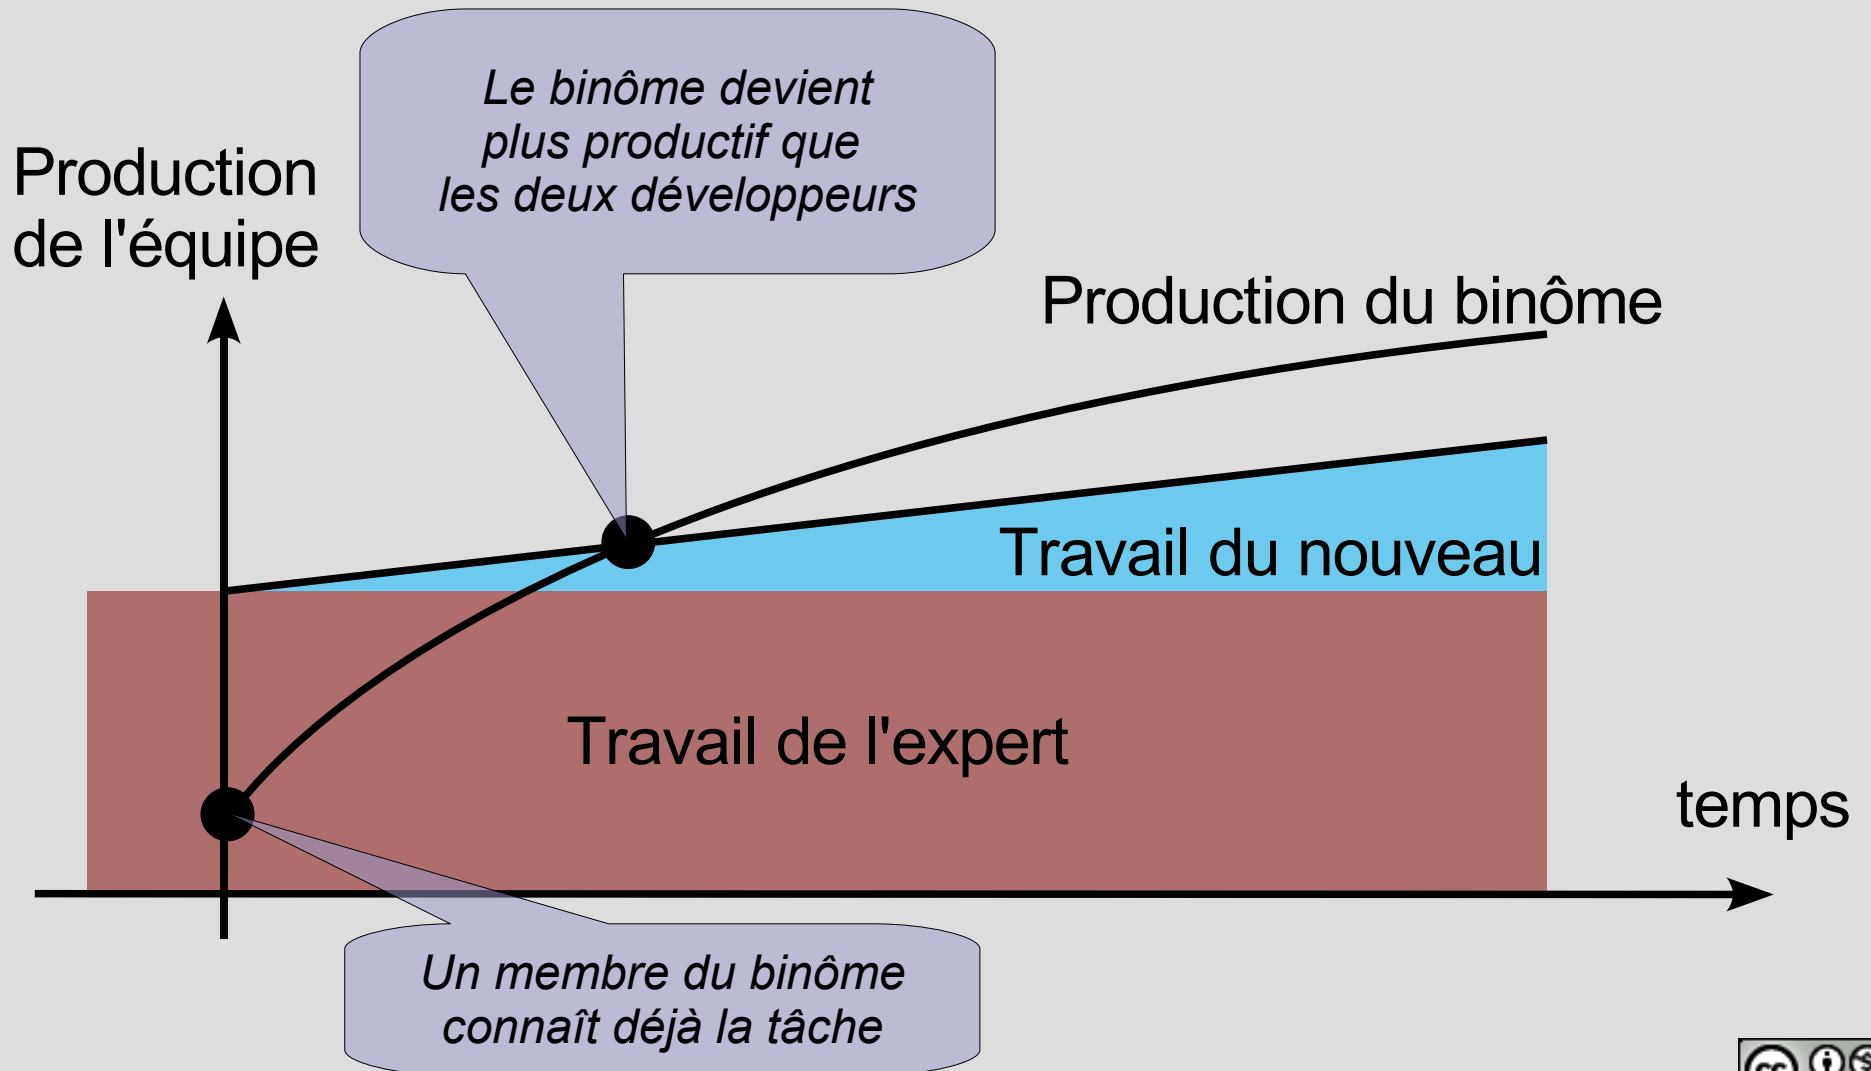 Le binôme devient
plus productif que
les deux développeurs
Production
de l'équipe
Production du binôme
Travail du nouveau
Travail de l'expert
temps
Un membre du binôme
connaît déjà la tâche
cc